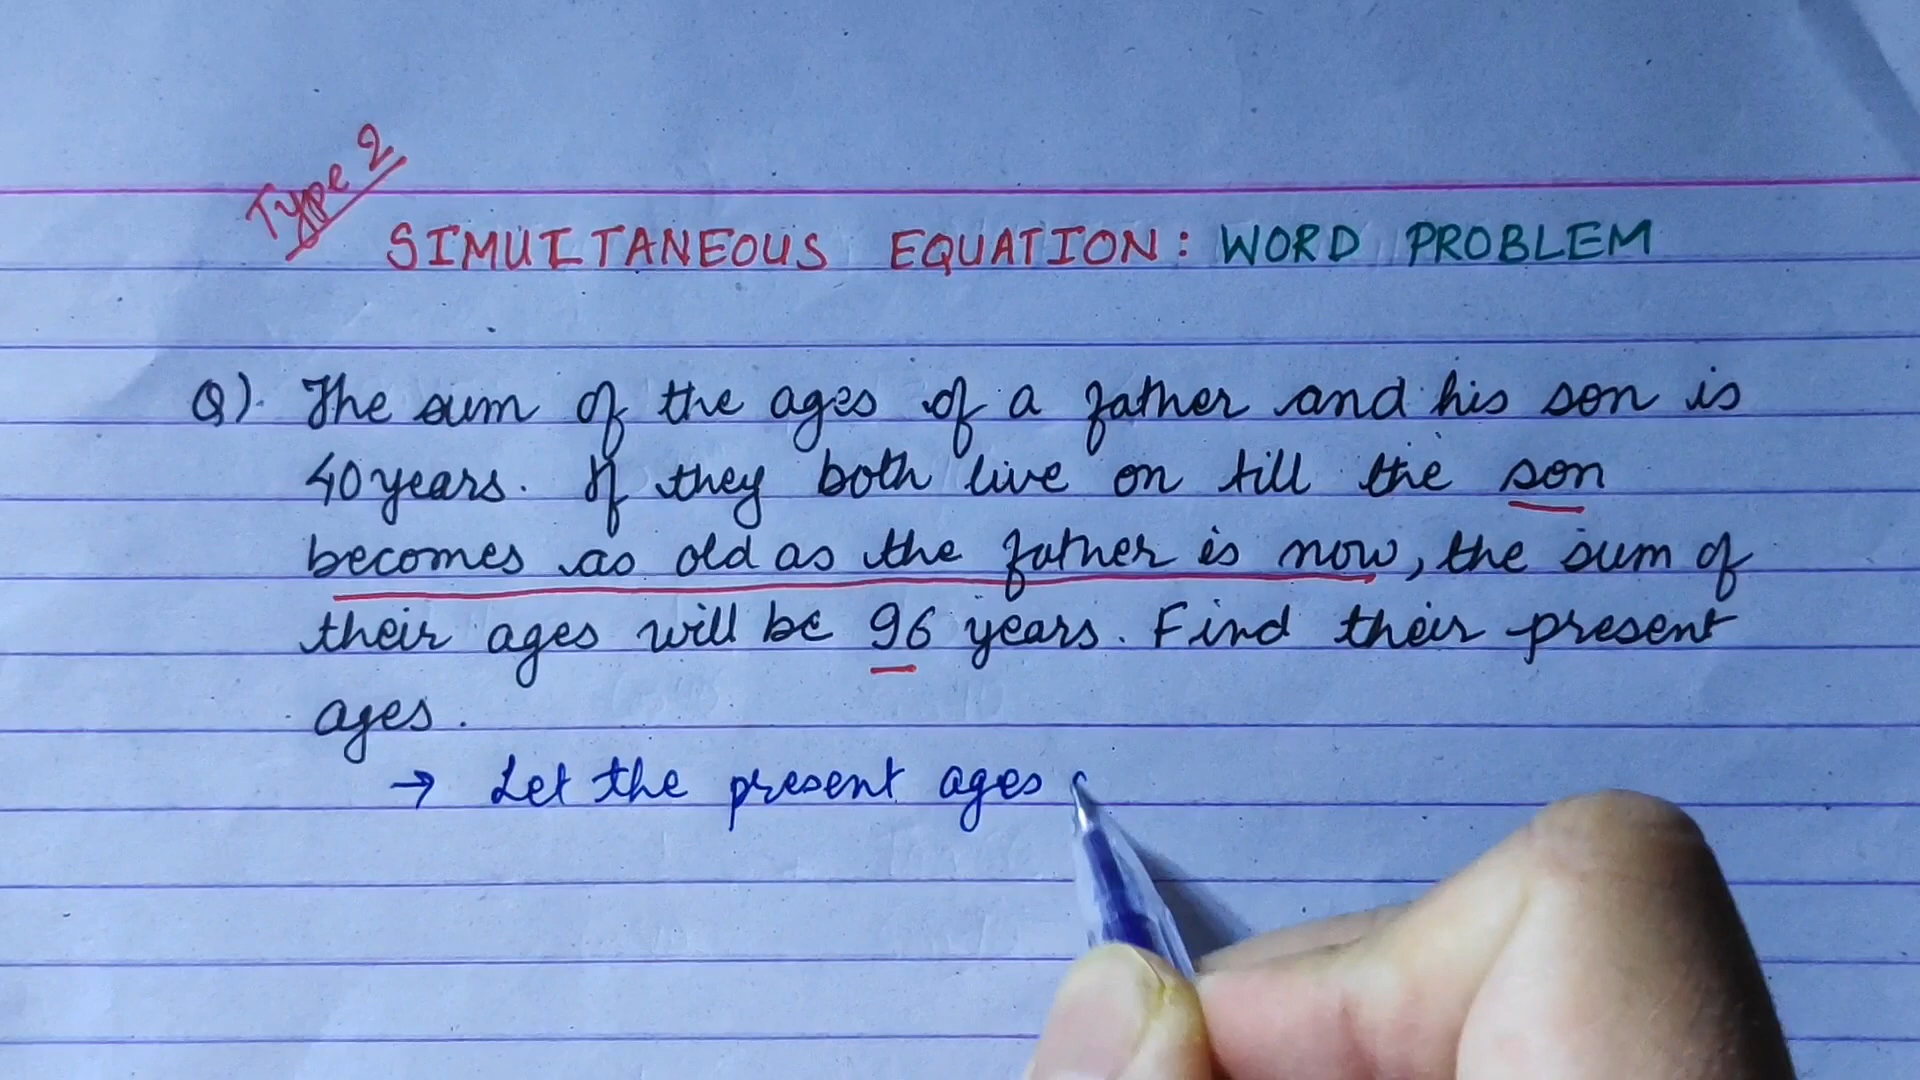 Type 2
SIMULTANEOUS EQUATION: WORD PROBLEM
Q). The sum of the ages of a father and his son is
40 years. If they both live on till the son
becomes as old as the father is now, the sum of
their ages will be 96 years. Find their present
ages.
→ Let the present ages